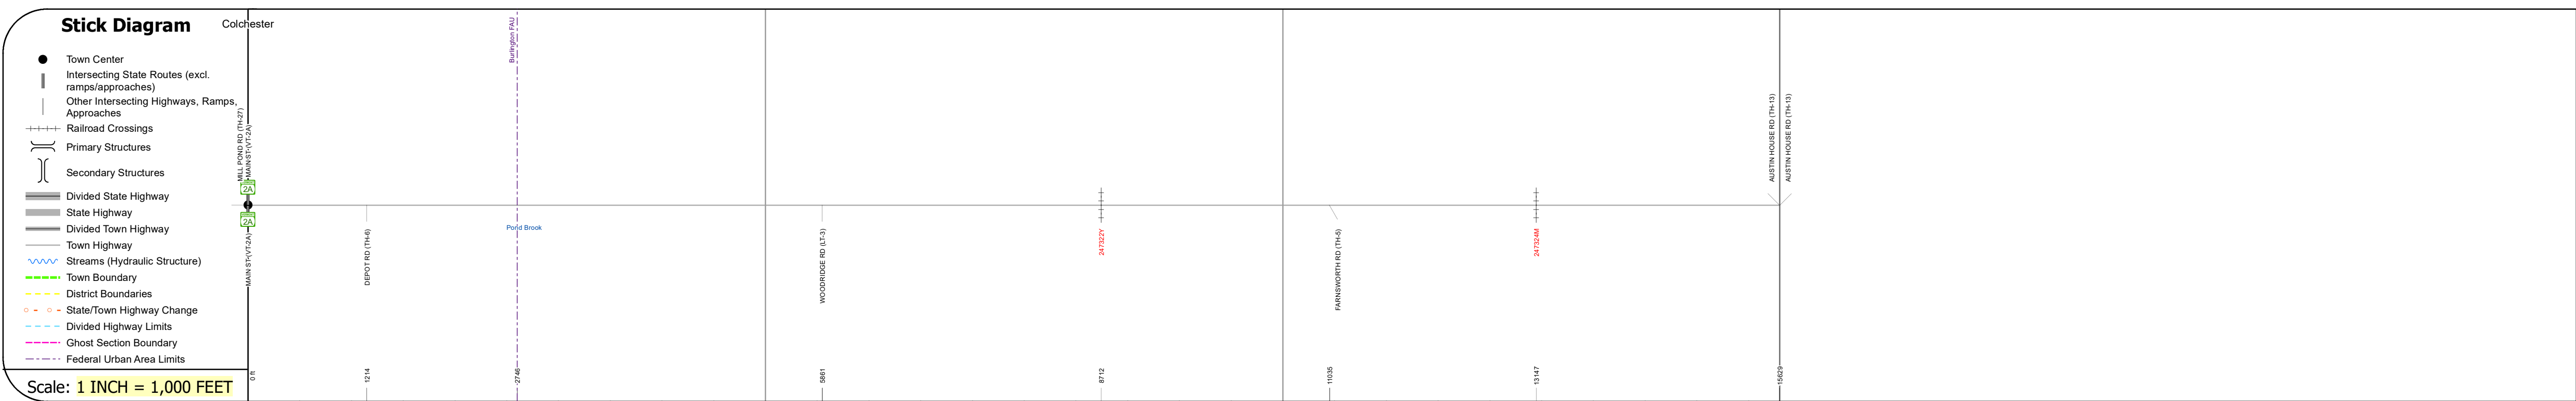 Stick Diagram
Town Center
Intersecting State Routes (excl.
ramps/approaches)
Other Intersecting Highways, Ramps,
Approaches
Railroad Crossings
Primary Structures
Secondary Structures
Divided State Highway
State Highway
Divided Town Highway
Town Highway
Streams (Hydraulic Structure)
Town Boundary
District Boundaries
State/Town Highway Change
Divided Highway Limits
Ghost Section Boundary
Federal Urban Area Limits
Scale: 1 INCH = 1,000 FEET
Colchester
MILL POND RD (TH-27)
MAIN ST (VT-2A)
2A
2A
MAIN ST (VT-2A)
0 ft
DEPOT RD (TH-6)
1214
Burlington FAU
Pond Brook
2746
WOODRIDGE RD (LT-3)
5861
247322Y
8712
FARNSWORTH RD (TH-5)
11035
247324M
13147
AUSTIN HOUSE RD (TH-13)
AUSTIN HOUSE RD (TH-13)
15629